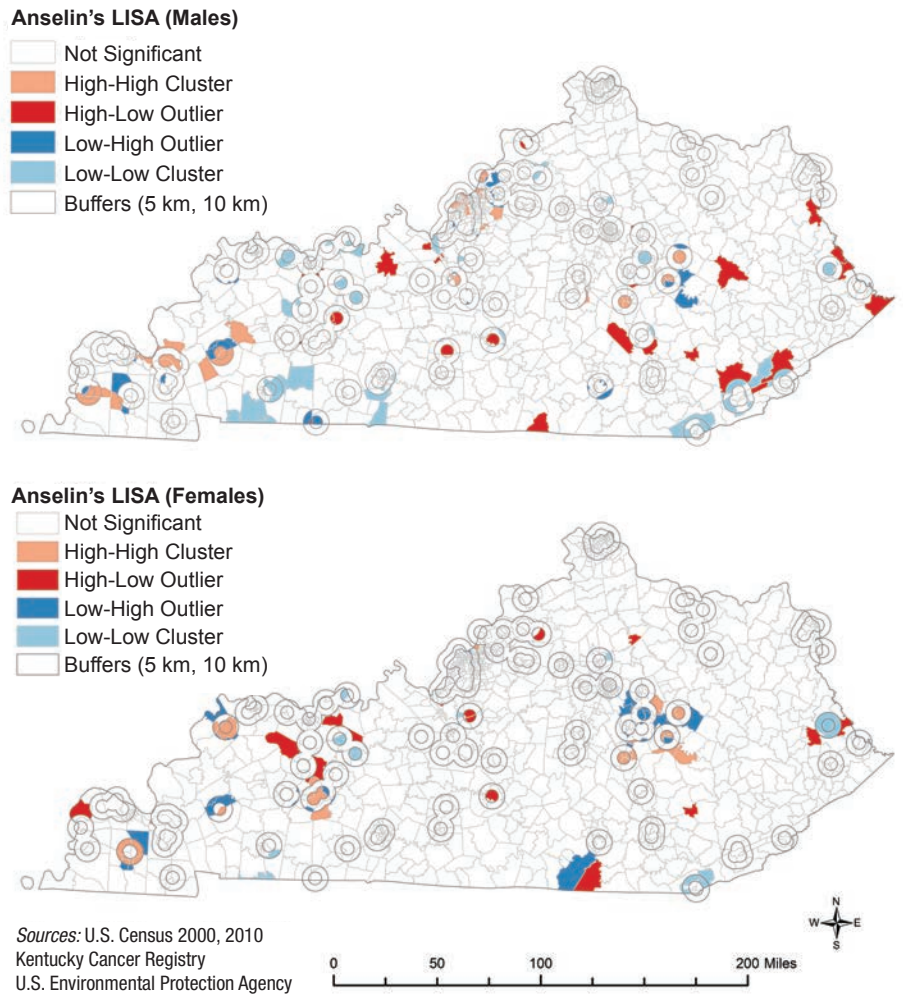 Anselin's LISA (Males)
Not Significant
High-High Cluster
High-Low Outlier
Low-High Outlier
Low-Low Cluster
Buffers (5 km, 10 km)
Anselin's LISA (Females)
Not Significant
High-High Cluster
High-Low Outlier
Low-High Outlier
Low-Low Cluster
Buffers (5 km, 10 km)
N
W E
S
Sources: U.S. Census 2000, 2010
Kentucky Cancer Registry
U.S. Environmental Protection Agency
0 50 100 200 Miles